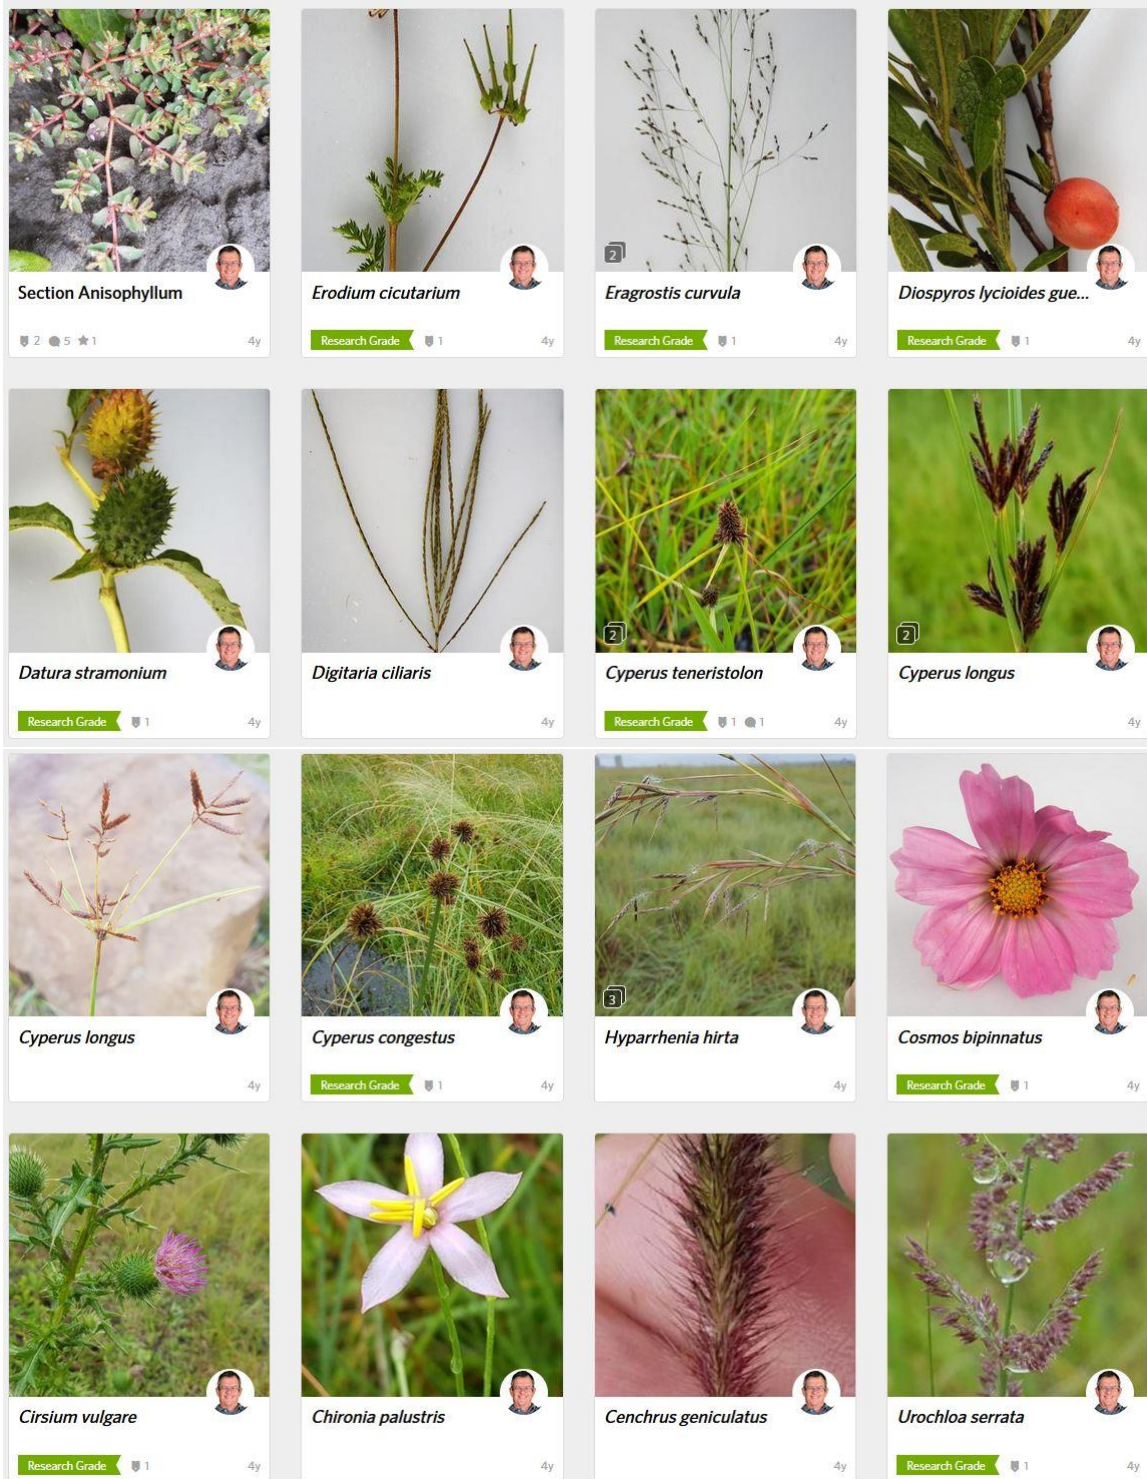 Section Anisophyllum
2 5 1 4y
Erodium cicutarium
Research Grade 1 4y
2
Eragrostis curvula
Research Grade 1 4y
Diospyros lycioides gue...
Research Grade 1 4y
Datura stramonium
Research Grade 1 4y
Digitaria ciliaris
4y
2
Cyperus teneristolon
Research Grade 1 1 4y
2
Cyperus longus
4y
Cyperus longus
4y
Cyperus congestus
Research Grade 1 4y
3
Hyparrhenia hirta
4y
Cosmos bipinnatus
Research Grade 1 4y
Cirsium vulgare
Research Grade 1 4y
Chironia palustris
4y
Cenchrus geniculatus
4y
Urochloa serrata
Research Grade 1 4y